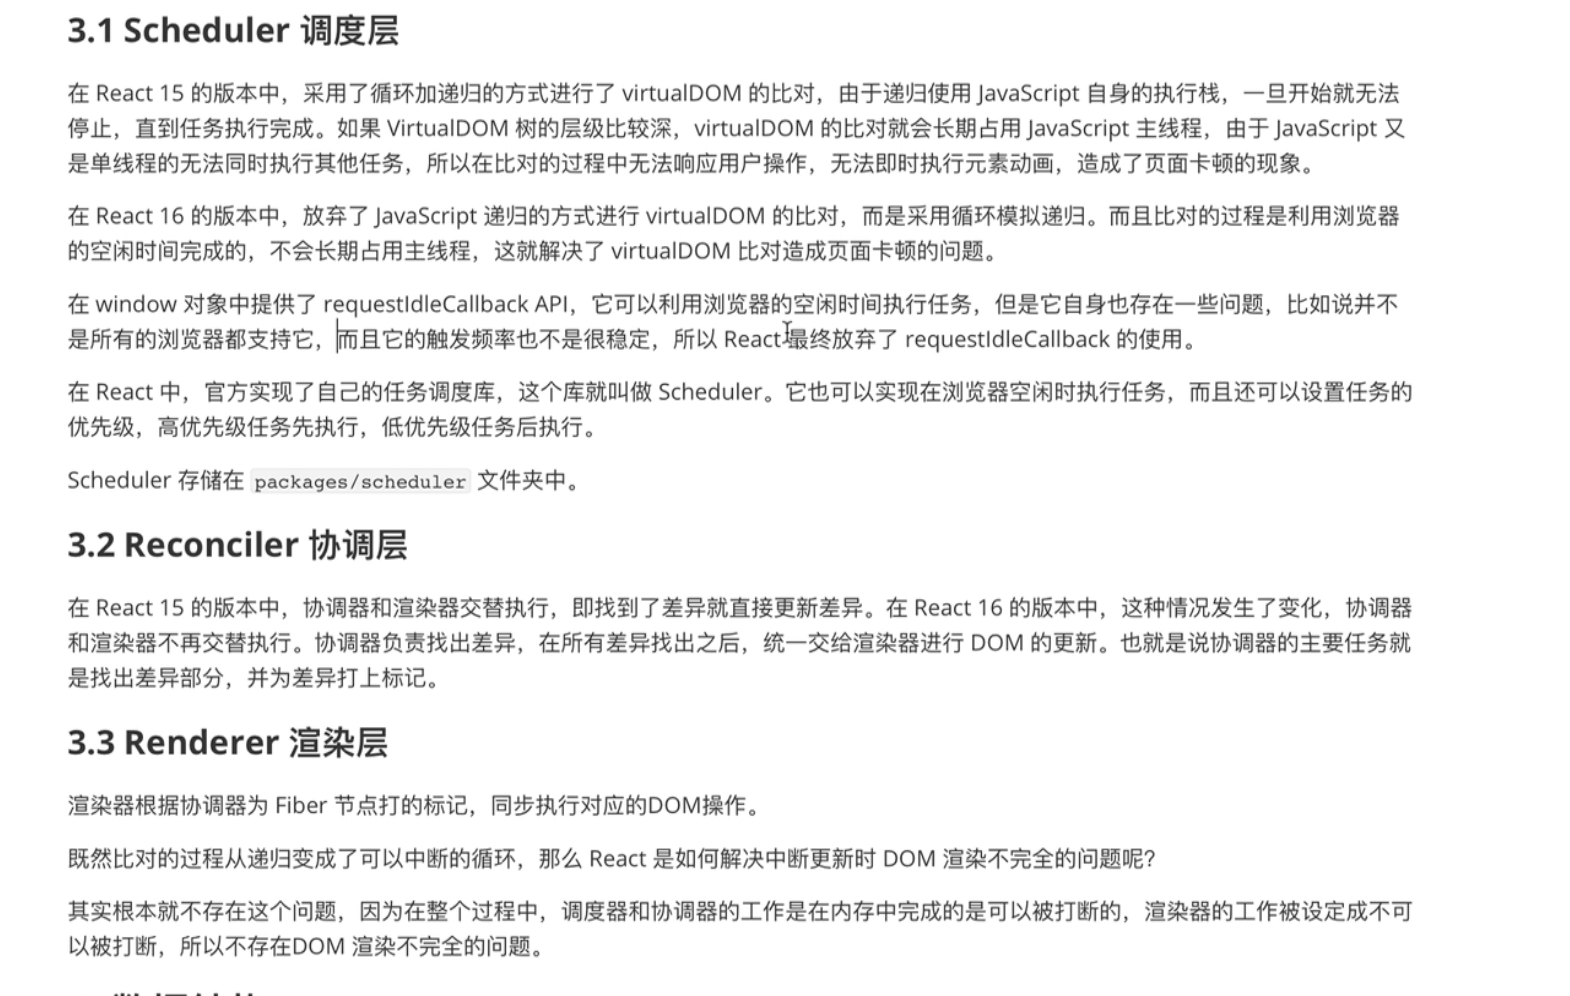 3.1 Scheduler 调度层
在 React 15 的版本中，采用了循环加递归的方式进行了 virtualDOM 的比对，由于递归使用 JavaScript 自身的执行栈，一旦开始就无法
停止，直到任务执行完成。如果 VirtualDOM 树的层级比较深，virtualDOM 的比对就会长期占用 JavaScript 主线程，由于 JavaScript 又
是单线程的无法同时执行其他任务，所以在比对的过程中无法响应用户操作，无法即时执行元素动画，造成了页面卡顿的现象。
在 React 16 的版本中，放弃了 JavaScript 递归的方式进行 virtualDOM 的比对，而是采用循环模拟递归。而且比对的过程是利用浏览器
的空闲时间完成的，不会长期占用主线程，这就解决了 virtualDOM 比对造成页面卡顿的问题。
在 window 对象中提供了 requestIdleCallback API，它可以利用浏览器的空闲时间执行任务，但是它自身也存在一些问题，比如说并不
是所有的浏览器都支持它，而且它的触发频率也不是很稳定，所以 React 最终放弃了 requestIdleCallback 的使用。
在 React 中，官方实现了自己的任务调度库，这个库就叫做 Scheduler。它也可以实现在浏览器空闲时执行任务，而且还可以设置任务的
优先级，高优先级任务先执行，低优先级任务后执行。
Scheduler 存储在 packages/scheduler 文件夹中。
3.2 Reconciler 协调层
在 React 15 的版本中，协调器和渲染器交替执行，即找到了差异就直接更新差异。在 React 16 的版本中，这种情况发生了变化，协调器
和渲染器不再交替执行。协调器负责找出差异，在所有差异找出之后，统一交给渲染器进行 DOM 的更新。也就是说协调器的主要任务就
是找出差异部分，并为差异打上标记。
3.3 Renderer 渲染层
渲染器根据协调器为 Fiber 节点打的标记，同步执行对应的DOM操作。
既然比对的过程从递归变成了可以中断的循环，那么 React 是如何解决中断更新时 DOM 渲染不完全的问题呢？
其实根本就不存在这个问题，因为在整个过程中，调度器和协调器的工作是在内存中完成的是可以被打断的，渲染器的工作被设定成不可
以被打断，所以不存在DOM 渲染不完全的问题。